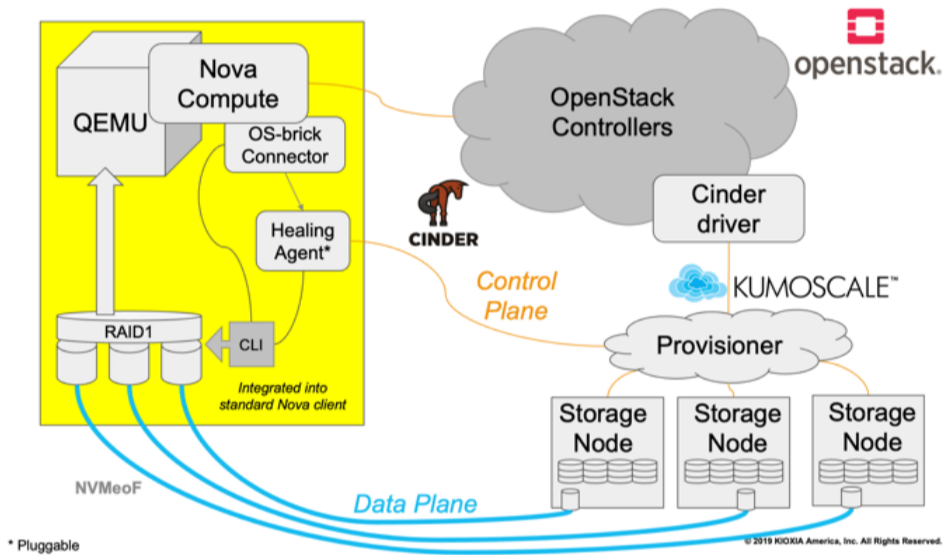 openstack.
Nova
Compute
QEMU
OS-brick
Connector
OpenStack
Controllers
Cinder
driver
CINDER
Healing
Agent*
Control
Plane
KUMOSCALE™
RAID1
CLI
Provisioner
Integrated into
standard Nova client
Storage
Node
Storage
Node
Storage
Node
NVMeoF
Data Plane
* Pluggable
© 2019 KIOXIA America, Inc. All Rights Reserved.